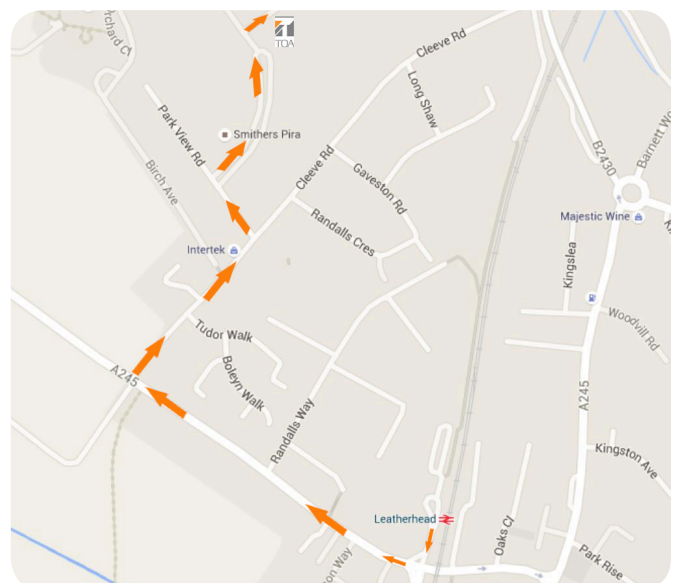 TOA
Cleeve Rd
Long Shaw
Park View Rd
Smithers Pira
B2430
Birch Ave
Cleeve Rd
Gaveston Rd
Majestic Wine
Randalls Cres
Intertek
Kingslea
Woodvill Rd
Tudor Walk
A245
Boleyn Walk
A245
Randalls Way
Kingston Ave
Leatherhead
Oaks Cl
Park Rise